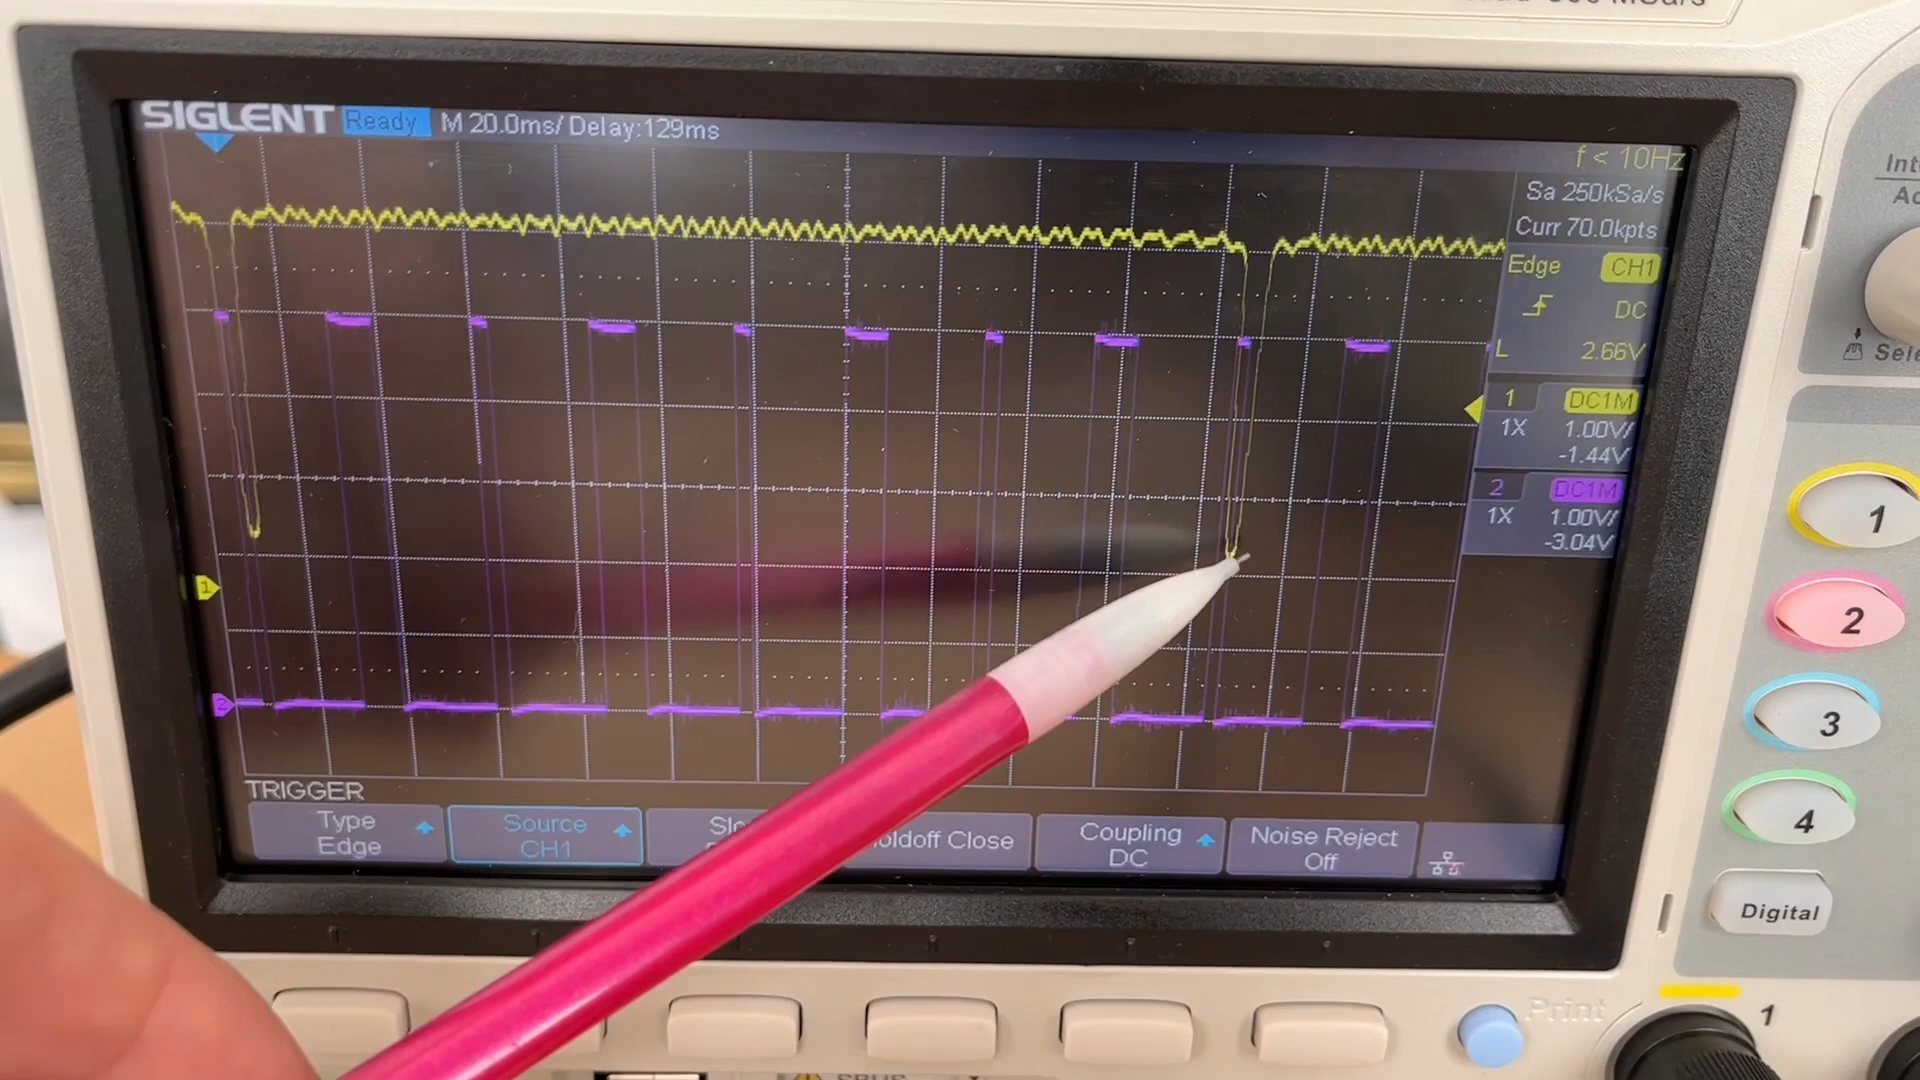 SIGLENT Ready M 20.0ms/ Delay:129ms
f < 10Hz
Sa 250kSa/s
Curr 70.0kpts
Edge CH1
DC
L 2.66V
1 DC1M
1X 1.00V/
-1.44V
2 DC1M
1X 1.00V/
-3.04V
1
2
TRIGGER
Type
Edge
Source
CH1
Close
Coupling
DC
Noise Reject
Off
1
2
3
4
Digital
Print
1